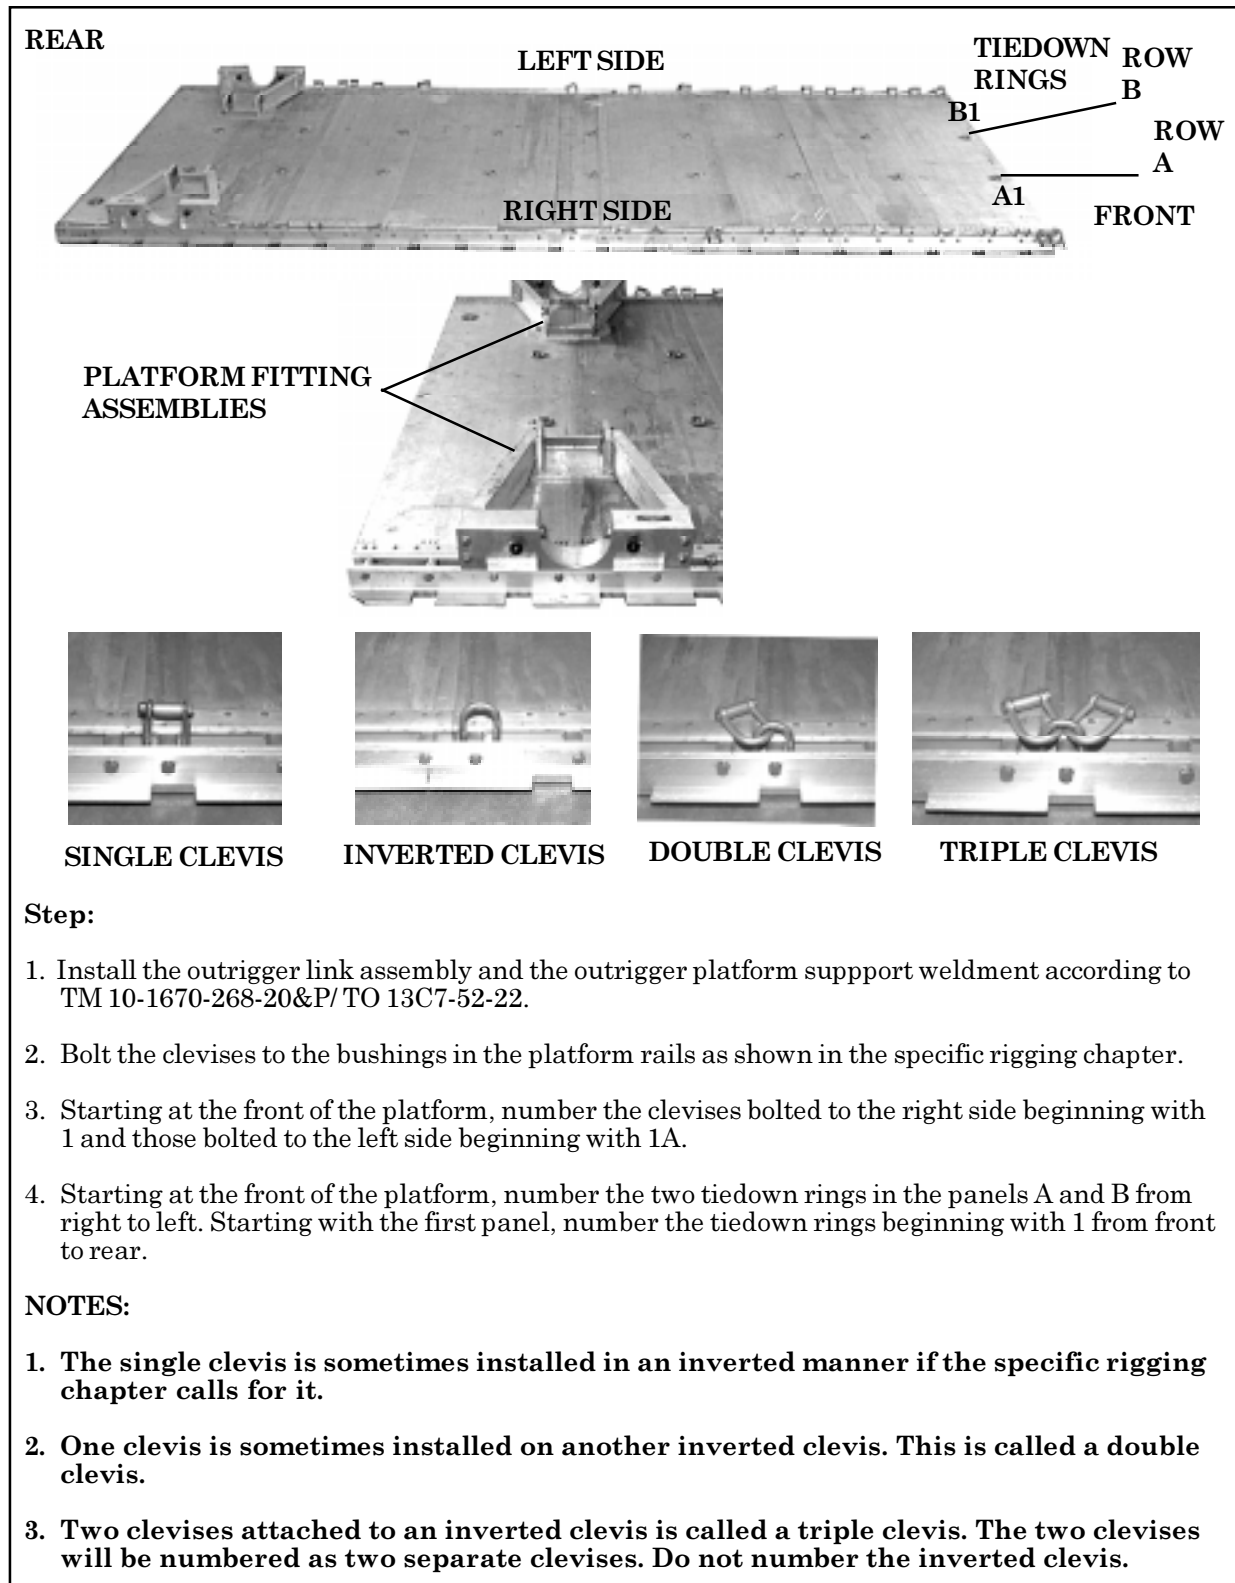 REAR
LEFT SIDE
TIEDOWN
RINGS
ROW
B
B1
ROW
A
A1
RIGHT SIDE
FRONT
PLATFORM FITTING
ASSEMBLIES
SINGLE CLEVIS
INVERTED CLEVIS
DOUBLE CLEVIS
TRIPLE CLEVIS
Step:
1. Install the outrigger link assembly and the outrigger platform suppport weldment according to
TM 10-1670-268-20&P/ TO 13C7-52-22.
2. Bolt the clevises to the bushings in the platform rails as shown in the specific rigging chapter.
3. Starting at the front of the platform, number the clevises bolted to the right side beginning with
1 and those bolted to the left side beginning with 1A.
4. Starting at the front of the platform, number the two tiedown rings in the panels A and B from
right to left. Starting with the first panel, number the tiedown rings beginning with 1 from front
to rear.
NOTES:
1. The single clevis is sometimes installed in an inverted manner if the specific rigging
chapter calls for it.
2. One clevis is sometimes installed on another inverted clevis. This is called a double
clevis.
3. Two clevises attached to an inverted clevis is called a triple clevis. The two clevises
will be numbered as two separate clevises. Do not number the inverted clevis.